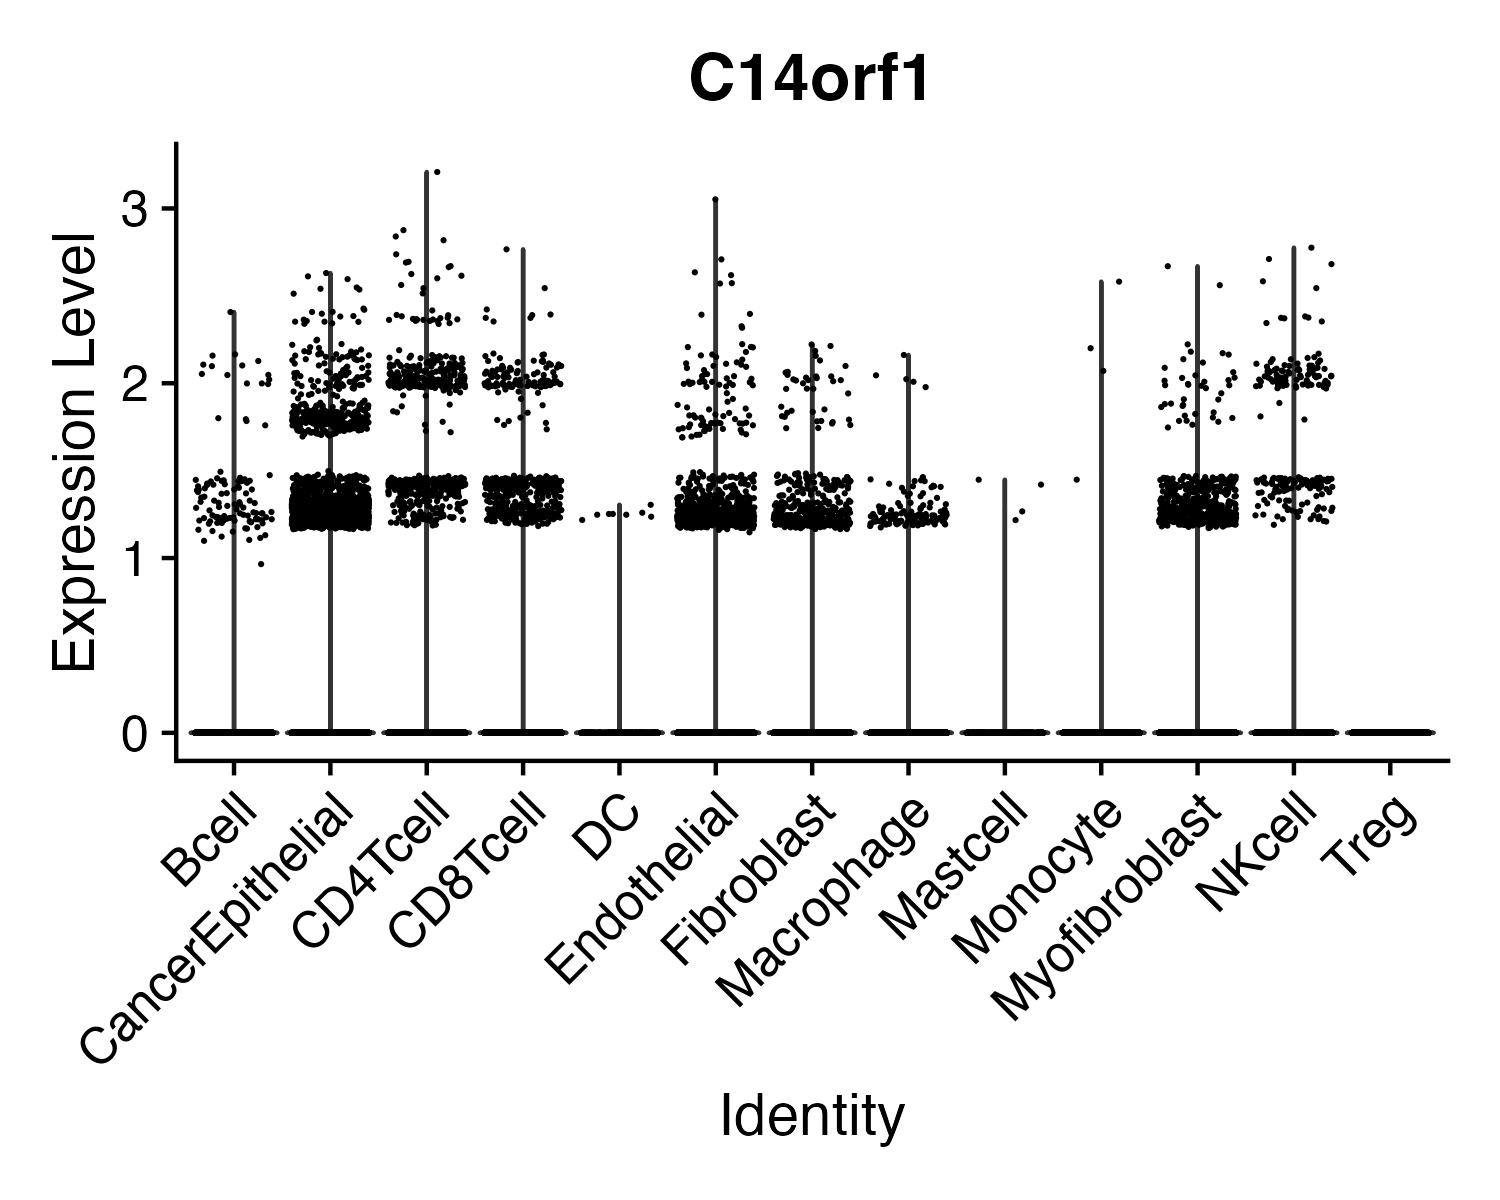 C14orf1
Expression Level
3
2
1
0
Bcell
CancerEpithelial
CD4Tcell
CD8Tcell
DC
Endothelial
Fibroblast
Macrophage
Mastcell
Monocyte
Myofibroblast
NKcell
Treg
Identity